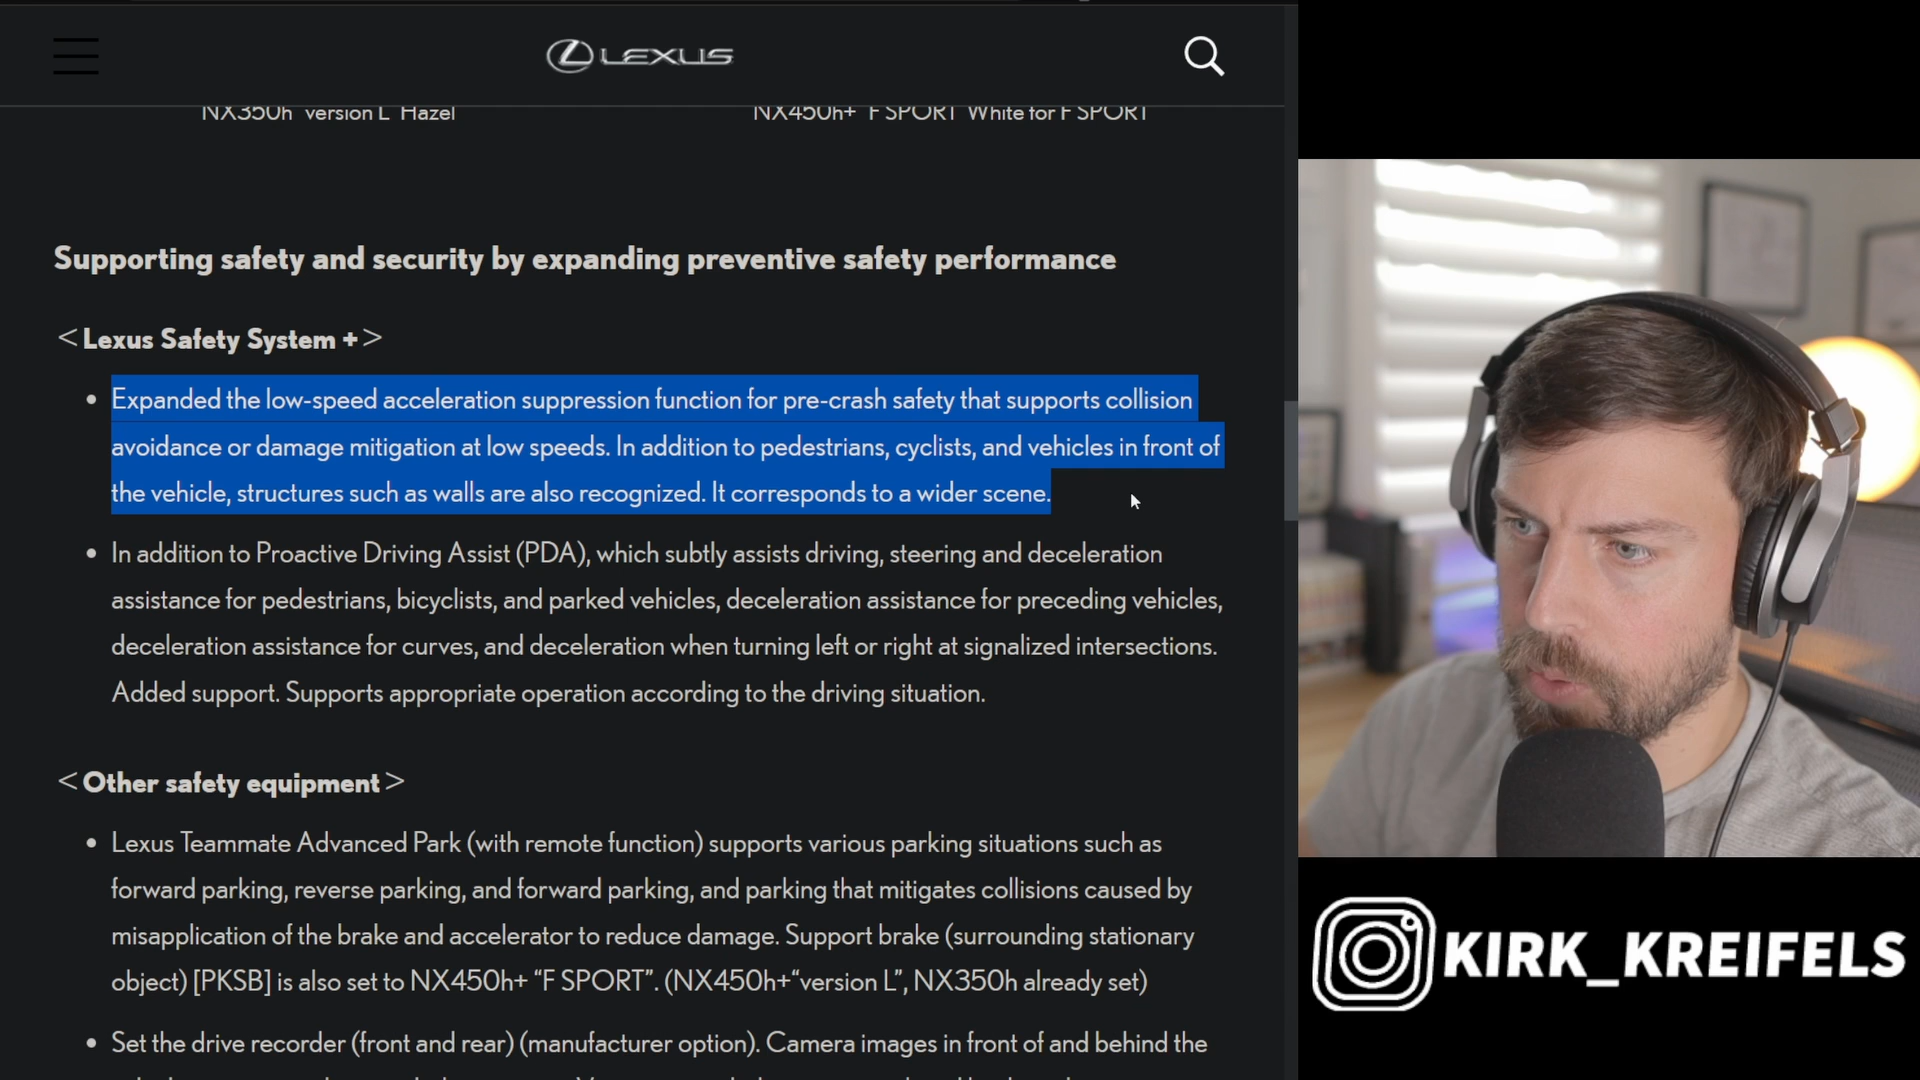 LEXUS
NX350h version L Hazel
NX450h+ F SPORT White for F SPORT
Supporting safety and security by expanding preventive safety performance
<Lexus Safety System +>
Expanded the low-speed acceleration suppression function for pre-crash safety that supports collision
avoidance or damage mitigation at low speeds. In addition to pedestrians, cyclists, and vehicles in front of
the vehicle, structures such as walls are also recognized. It corresponds to a wider scene.
In addition to Proactive Driving Assist (PDA), which subtly assists driving, steering and deceleration
assistance for pedestrians, bicyclists, and parked vehicles, deceleration assistance for preceding vehicles,
deceleration assistance for curves, and deceleration when turning left or right at signalized intersections.
Added support. Supports appropriate operation according to the driving situation.
<Other safety equipment>
Lexus Teammate Advanced Park (with remote function) supports various parking situations such as
forward parking, reverse parking, and forward parking, and parking that mitigates collisions caused by
misapplication of the brake and accelerator to reduce damage. Support brake (surrounding stationary
object) [PKSB] is also set to NX450h+ “F SPORT”. (NX450h+“version L”, NX350h already set)
Set the drive recorder (front and rear) (manufacturer option). Camera images in front of and behind the
KIRK_KREIFELS